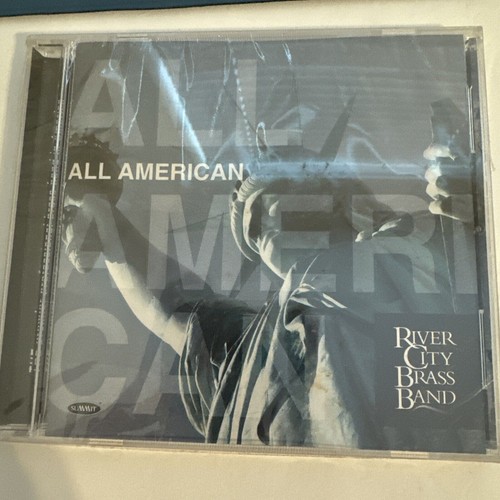 ALL
ALL AMERICAN
AMERI
CAN
RIVER
CITY
BRASS
BAND
SUMMIT